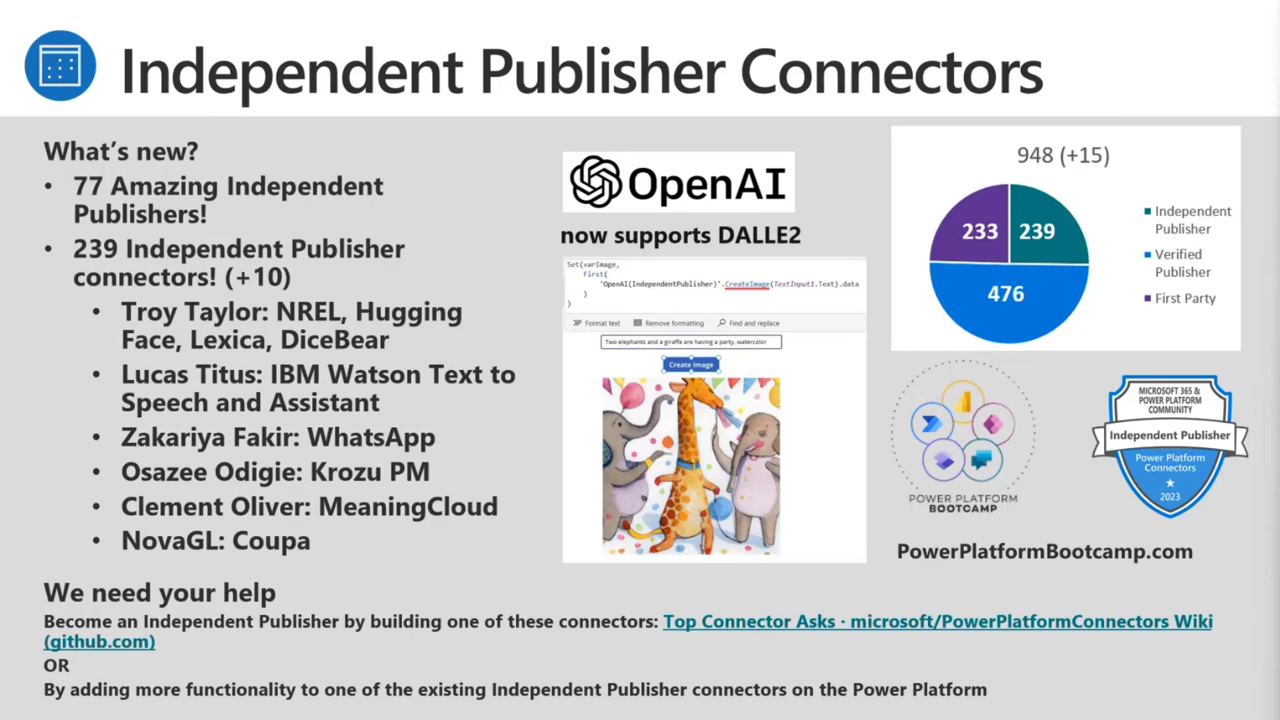 Independent Publisher Connectors
What's new?
• 77 Amazing Independent
Publishers!
• 239 Independent Publisher
connectors! (+10)
• Troy Taylor: NREL, Hugging
Face, Lexica, DiceBear
• Lucas Titus: IBM Watson Text to
Speech and Assistant
• Zakariya Fakir: WhatsApp
• Osazee Odigie: Krozu PM
• Clement Oliver: MeaningCloud
• NovaGL: Coupa
OpenAI
now supports DALLE2
Set(varImage,
First(
'OpenAI(IndependentPublisher)'.CreateImage(TextInput1.Text).data
)
)
Format text Remove formatting Find and replace
Two elephants and a giraffe are having a party, watercolor
Create Image
948 (+15)
233
239
476
Independent
Publisher
Verified
Publisher
First Party
POWER PLATFORM
BOOTCAMP
MICROSOFT 365 &
POWER PLATFORM
COMMUNITY
Independent Publisher
Power Platform
Connectors
2023
PowerPlatformBootcamp.com
We need your help
Become an Independent Publisher by building one of these connectors: Top Connector Asks · microsoft/PowerPlatformConnectors Wiki
(github.com)
OR
By adding more functionality to one of the existing Independent Publisher connectors on the Power Platform